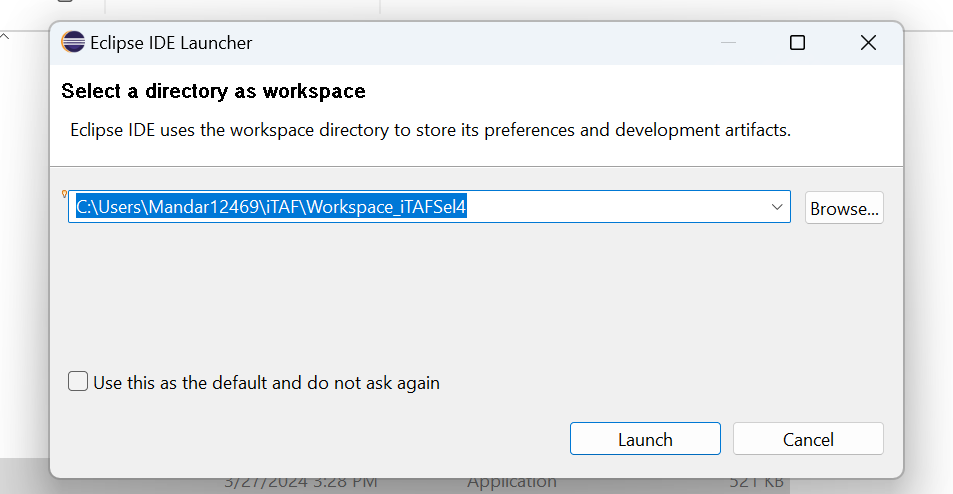 Eclipse IDE Launcher
Select a directory as workspace
Eclipse IDE uses the workspace directory to store its preferences and development artifacts.
C:\Users\Mandar12469\iTAF\Workspace_iTAFSel4
Browse...
Use this as the default and do not ask again
Launch
Cancel
3/27/2024 3:28 PM Application 521 KB